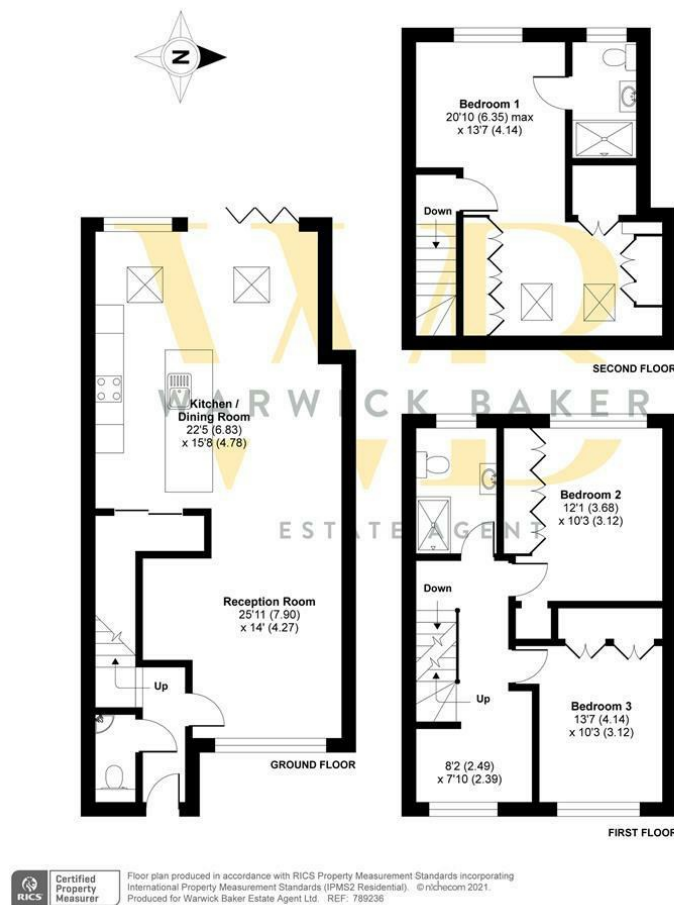 N
Bedroom 1
20'10 (6.35) max
x 13'7 (4.14)
Down
SECOND FLOOR
Kitchen /
Dining Room
22'5 (6.83)
x 15'8 (4.78)
Reception Room
25'11 (7.90)
x 14' (4.27)
Up
GROUND FLOOR
WARWICK BAKER
ESTATE AGENT
Bedroom 2
12'1 (3.68)
x 10'3 (3.12)
Down
Up
Bedroom 3
13'7 (4.14)
x 10'3 (3.12)
8'2 (2.49)
x 7'10 (2.39)
FIRST FLOOR
RICS
Certified
Property
Measurer
Floor plan produced in accordance with RICS Property Measurement Standards incorporating
International Property Measurement Standards (IPMS2 Residential). © nichecom 2021.
Produced for Warwick Baker Estate Agent Ltd. REF: 789236